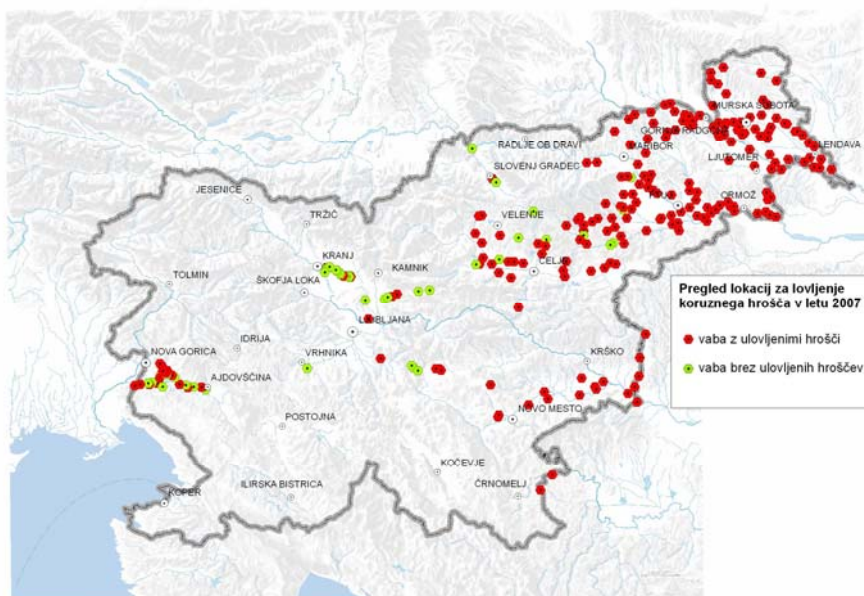 MURSKA SOBOTA
GORNJA RADGONA
RADLJE OB DRAVI
MARIBOR
LENDAVA
LJUTOMER
SLOVENJ GRADEC
JESENICE
PTUJ
ORMOŽ
TRŽIČ
VELENJE
KRANJ
KAMNIK
CELJE
TOLMIN
ŠKOFJA LOKA
Pregled lokacij za lovljenje
koruznega hrošča v letu 2007
LJUBLJANA
vaba z ulovljenimi hrošči
IDRIJA
NOVA GORICA
VRHNIKA
KRŠKO
vaba brez ulovljenih hroščev
AJDOVŠČINA
POSTOJNA
NOVO MESTO
KOČEVJE
KOPER
ILIRSKA BISTRICA
ČRNOMELJ